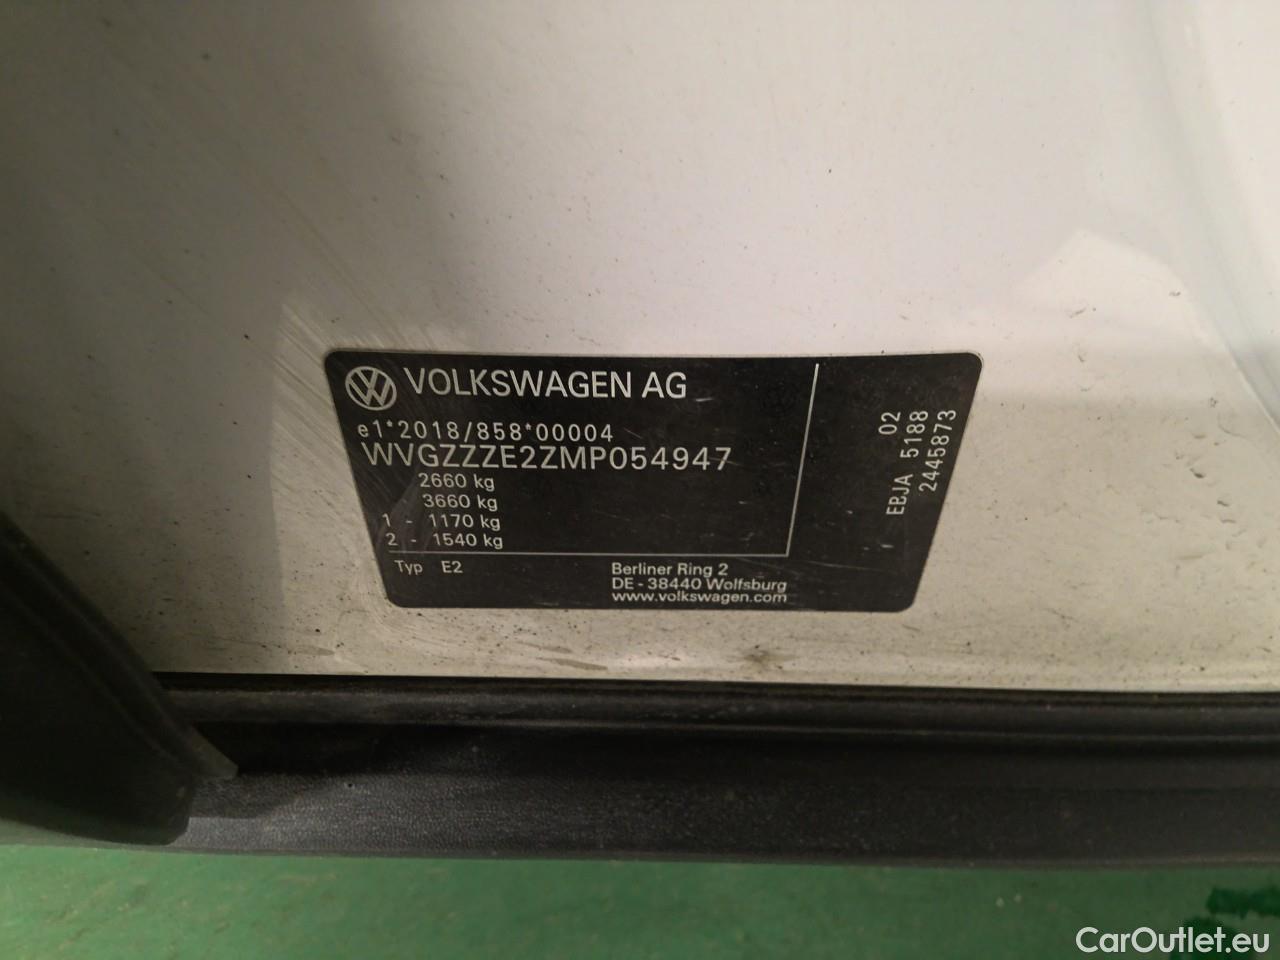 VOLKSWAGEN AG
e1*2018/858*00004
WVGZZZE2ZMP054947
2660 kg
3660 kg
1 - 1170 kg
2 - 1540 kg
Typ E2
Berliner Ring 2
DE - 38440 Wolfsburg
www.volkswagen.com
02
EBJA 5188
2445873
CarOutlet.eu